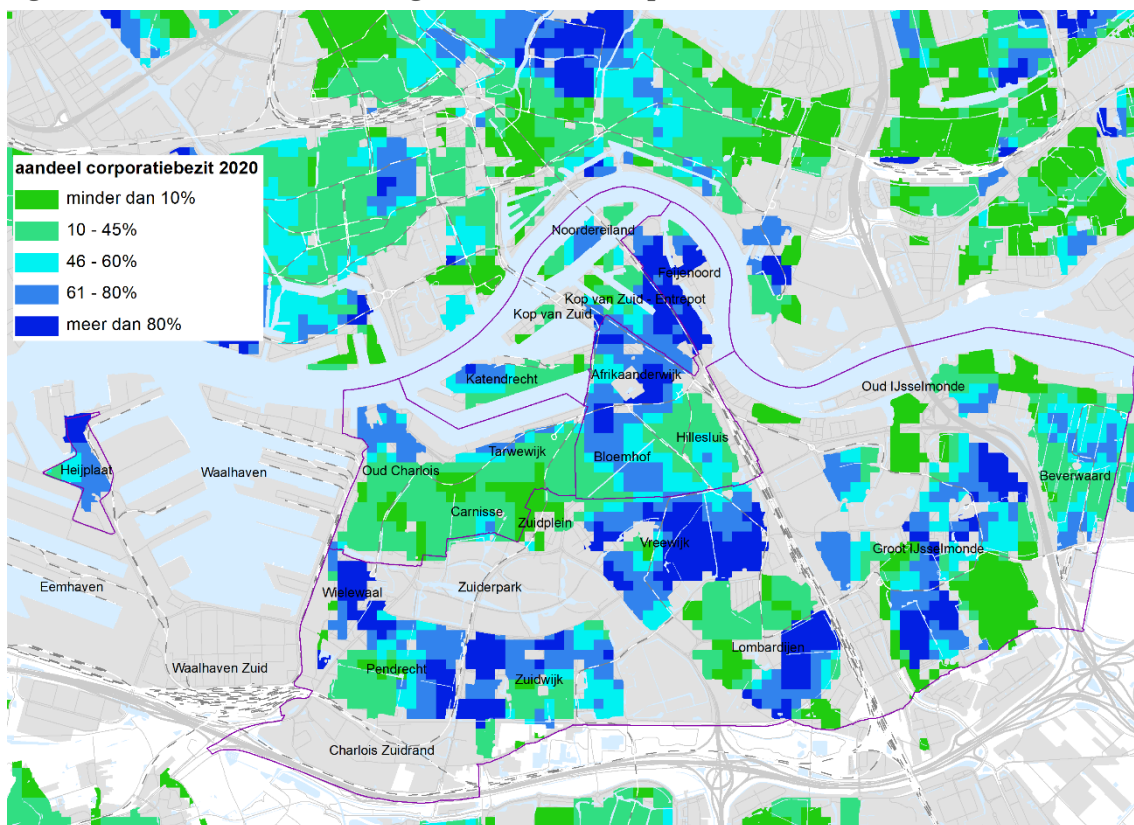 aandeel corporatiebezit 2020
minder dan 10%
10 - 45%
46 - 60%
61 - 80%
meer dan 80%
Noordereiland
Feijenoord
Kop van Zuid - Entrepot
Kop van Zuid
Katendrecht
Afrikaanderwijk
Oud IJsselmonde
Hillesluis
Tarwewijk
Bloemhof
Heijplaat
Waalhaven
Oud Charlois
Beverwaard
Carnisse
Zuidplein
Vreewijk
Groot IJsselmonde
Eemhaven
Wielewaal
Zuiderpark
Waalhaven Zuid
Pendrecht
Zuidwijk
Lombardijen
Charlois Zuidrand